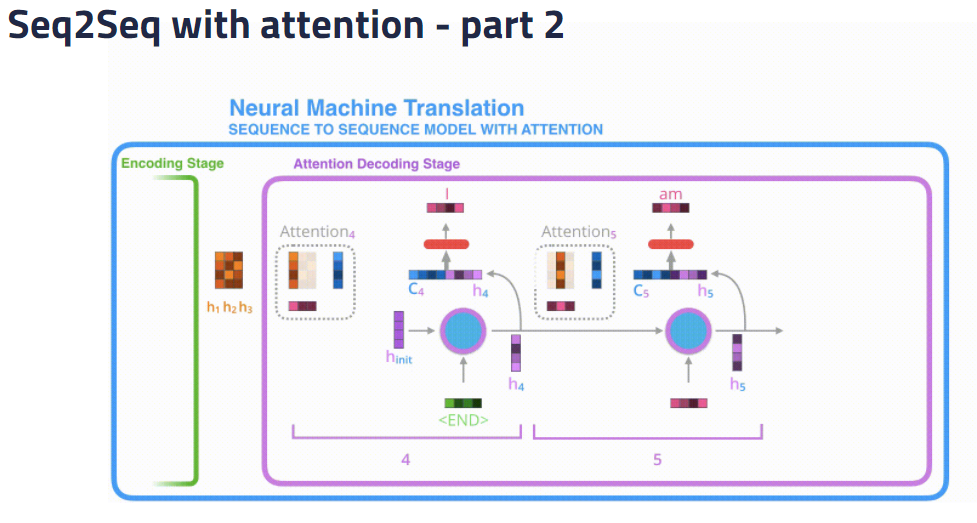 Seq2Seq with attention - part 2
Neural Machine Translation
SEQUENCE TO SEQUENCE MODEL WITH ATTENTION
Encoding Stage
Attention Decoding Stage
I
am
Attention4
Attention5
C4
h4
C5
h5
h1 h2 h3
hinit
h4
h5
<END>
4
5